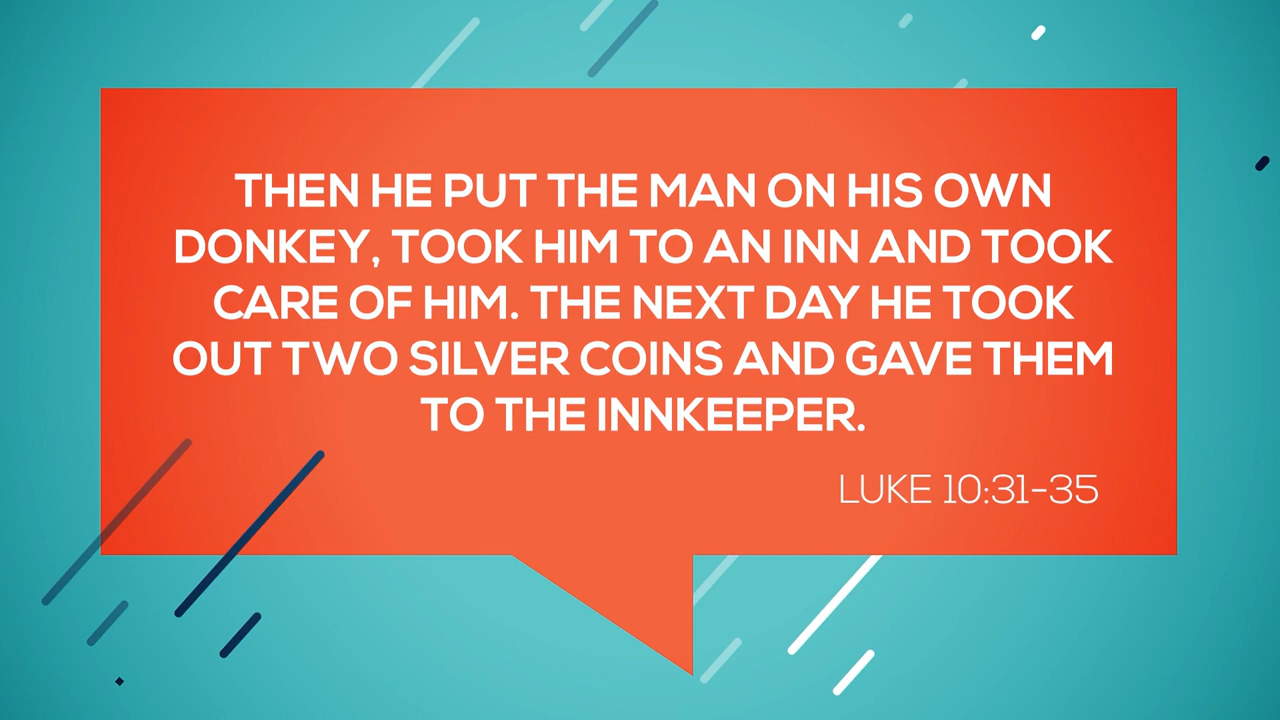 THEN HE PUT THE MAN ON HIS OWN
DONKEY, TOOK HIM TO AN INN AND TOOK
CARE OF HIM. THE NEXT DAY HE TOOK
OUT TWO SILVER COINS AND GAVE THEM
TO THE INNKEEPER.
LUKE 10:31-35